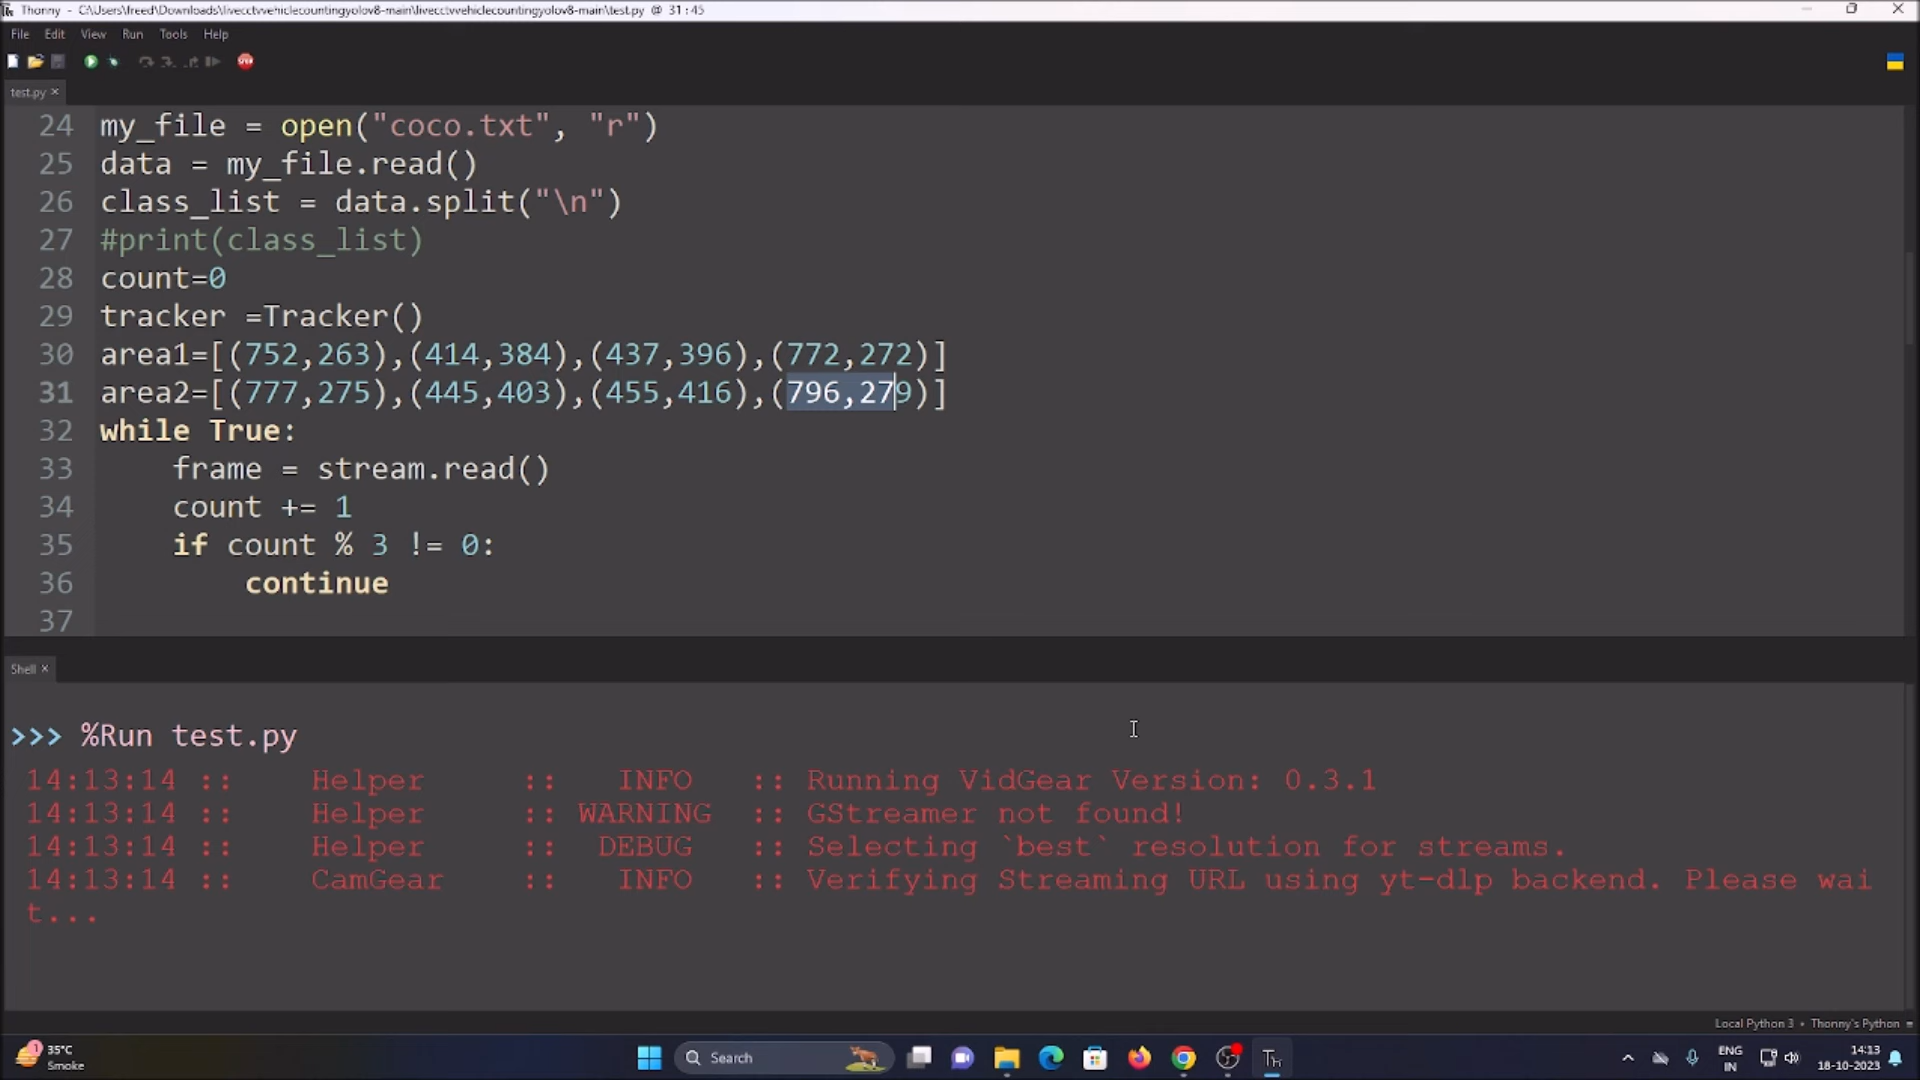 Thonny - C:\Users\freed\Downloads\livecctvvehiclecountingyolov8-main\livecctvvehiclecountingyolov8-main\test.py @ 31:45
File Edit View Run Tools Help
test.py ×
24 my_file = open("coco.txt", "r")
25 data = my_file.read()
26 class_list = data.split("\n")
27 #print(class_list)
28 count=0
29 tracker =Tracker()
30 area1=[(752,263),(414,384),(437,396),(772,272)]
31 area2=[(777,275),(445,403),(455,416),(796,279)]
32 while True:
33 frame = stream.read()
34 count += 1
35 if count % 3 != 0:
36 continue
37
Shell ×
>>> %Run test.py
14:13:14 :: Helper :: INFO :: Running VidGear Version: 0.3.1
14:13:14 :: Helper :: WARNING :: GStreamer not found!
14:13:14 :: Helper :: DEBUG :: Selecting `best` resolution for streams.
14:13:14 :: CamGear :: INFO :: Verifying Streaming URL using yt-dlp backend. Please wai
t...
Local Python 3 • Thonny's Python
1
35°C
Smoke
Search
Th
ENG
IN
14:13
18-10-2023